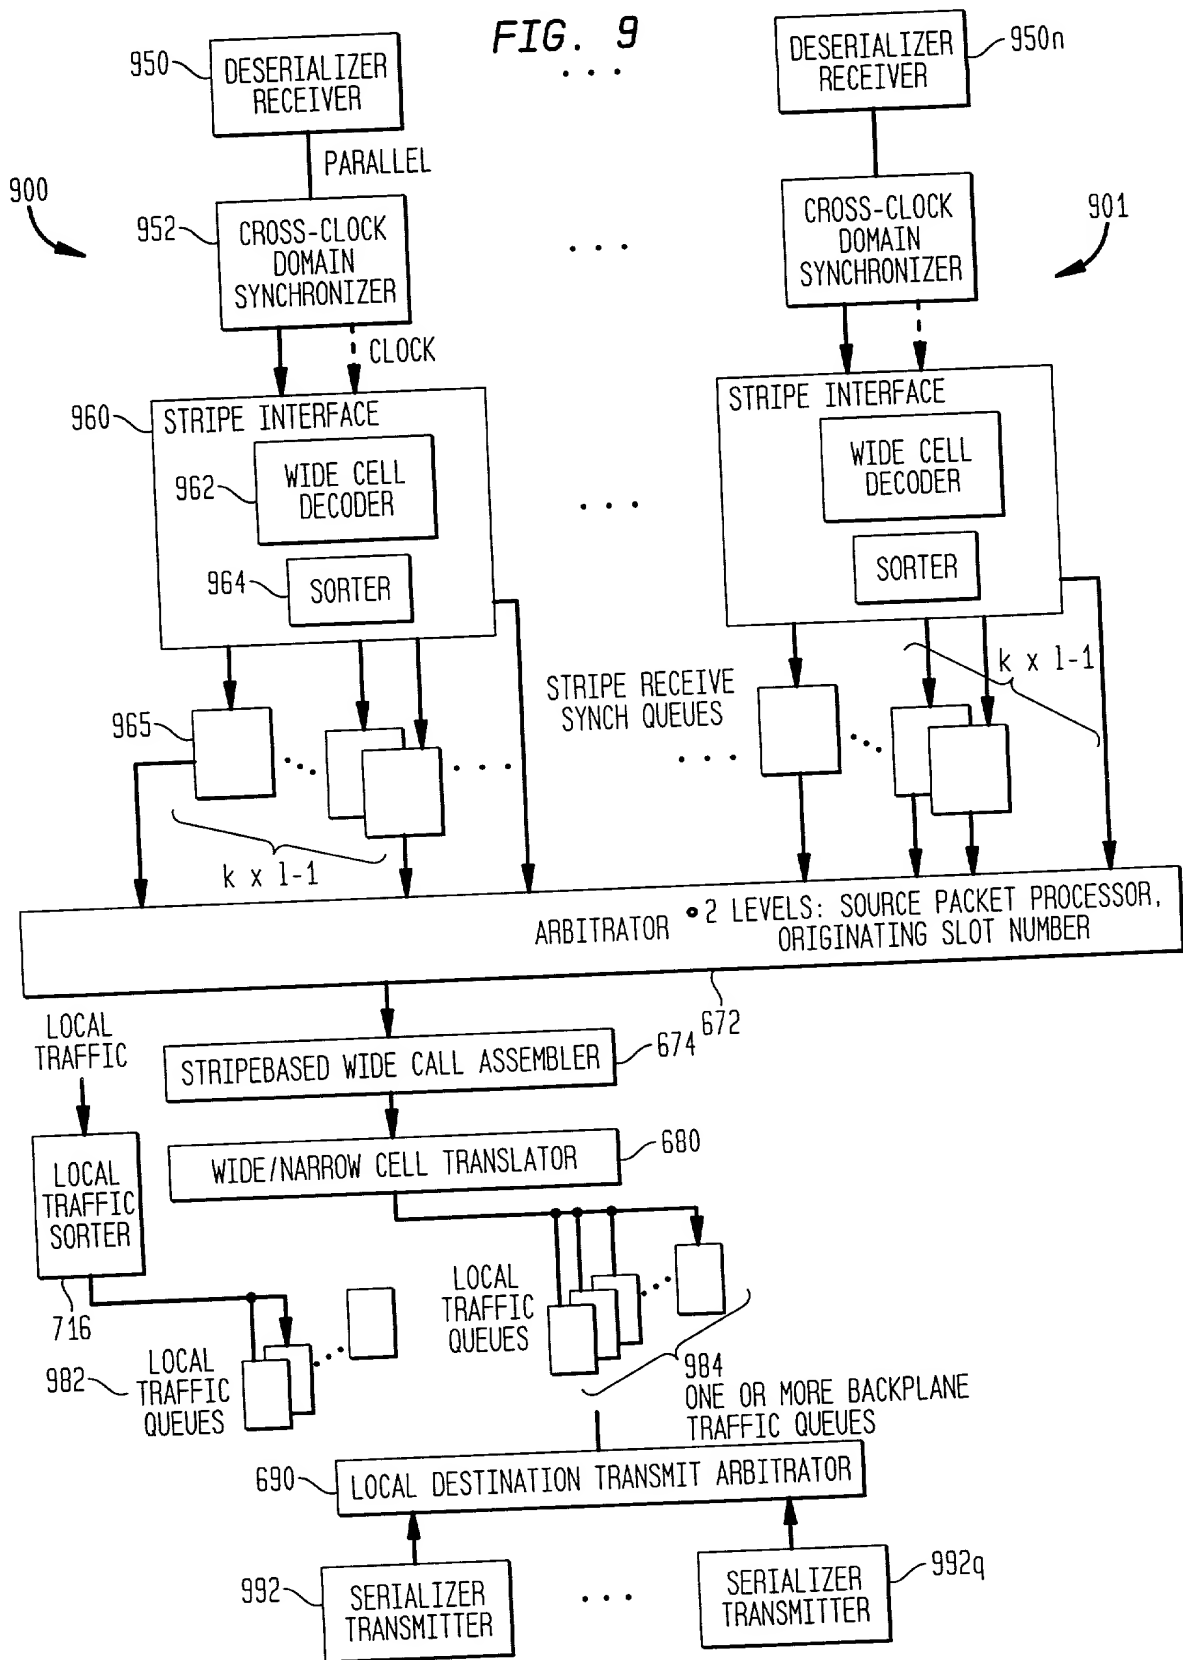 FIG. 9
950
DESERIALIZER
RECEIVER
. . .
DESERIALIZER
RECEIVER
950n
PARALLEL
900
952
CROSS-CLOCK
DOMAIN
SYNCHRONIZER
. . .
CROSS-CLOCK
DOMAIN
SYNCHRONIZER
901
CLOCK
960
STRIPE INTERFACE
962
WIDE CELL
DECODER
964
SORTER
. . .
STRIPE INTERFACE
WIDE CELL
DECODER
SORTER
k x l-1
STRIPE RECEIVE
SYNCH QUEUES
965
. . .
. . .
. . .
. . .
k x l-1
ARBITRATOR • 2 LEVELS: SOURCE PACKET PROCESSOR,
ORIGINATING SLOT NUMBER
672
LOCAL
TRAFFIC
STRIPEBASED WIDE CALL ASSEMBLER
674
WIDE/NARROW CELL TRANSLATOR
680
LOCAL
TRAFFIC
SORTER
716
LOCAL
TRAFFIC
QUEUES
. . .
982
LOCAL
TRAFFIC
QUEUES
. . .
984
ONE OR MORE BACKPLANE
TRAFFIC QUEUES
690
LOCAL DESTINATION TRANSMIT ARBITRATOR
992
SERIALIZER
TRANSMITTER
. . .
SERIALIZER
TRANSMITTER
992q